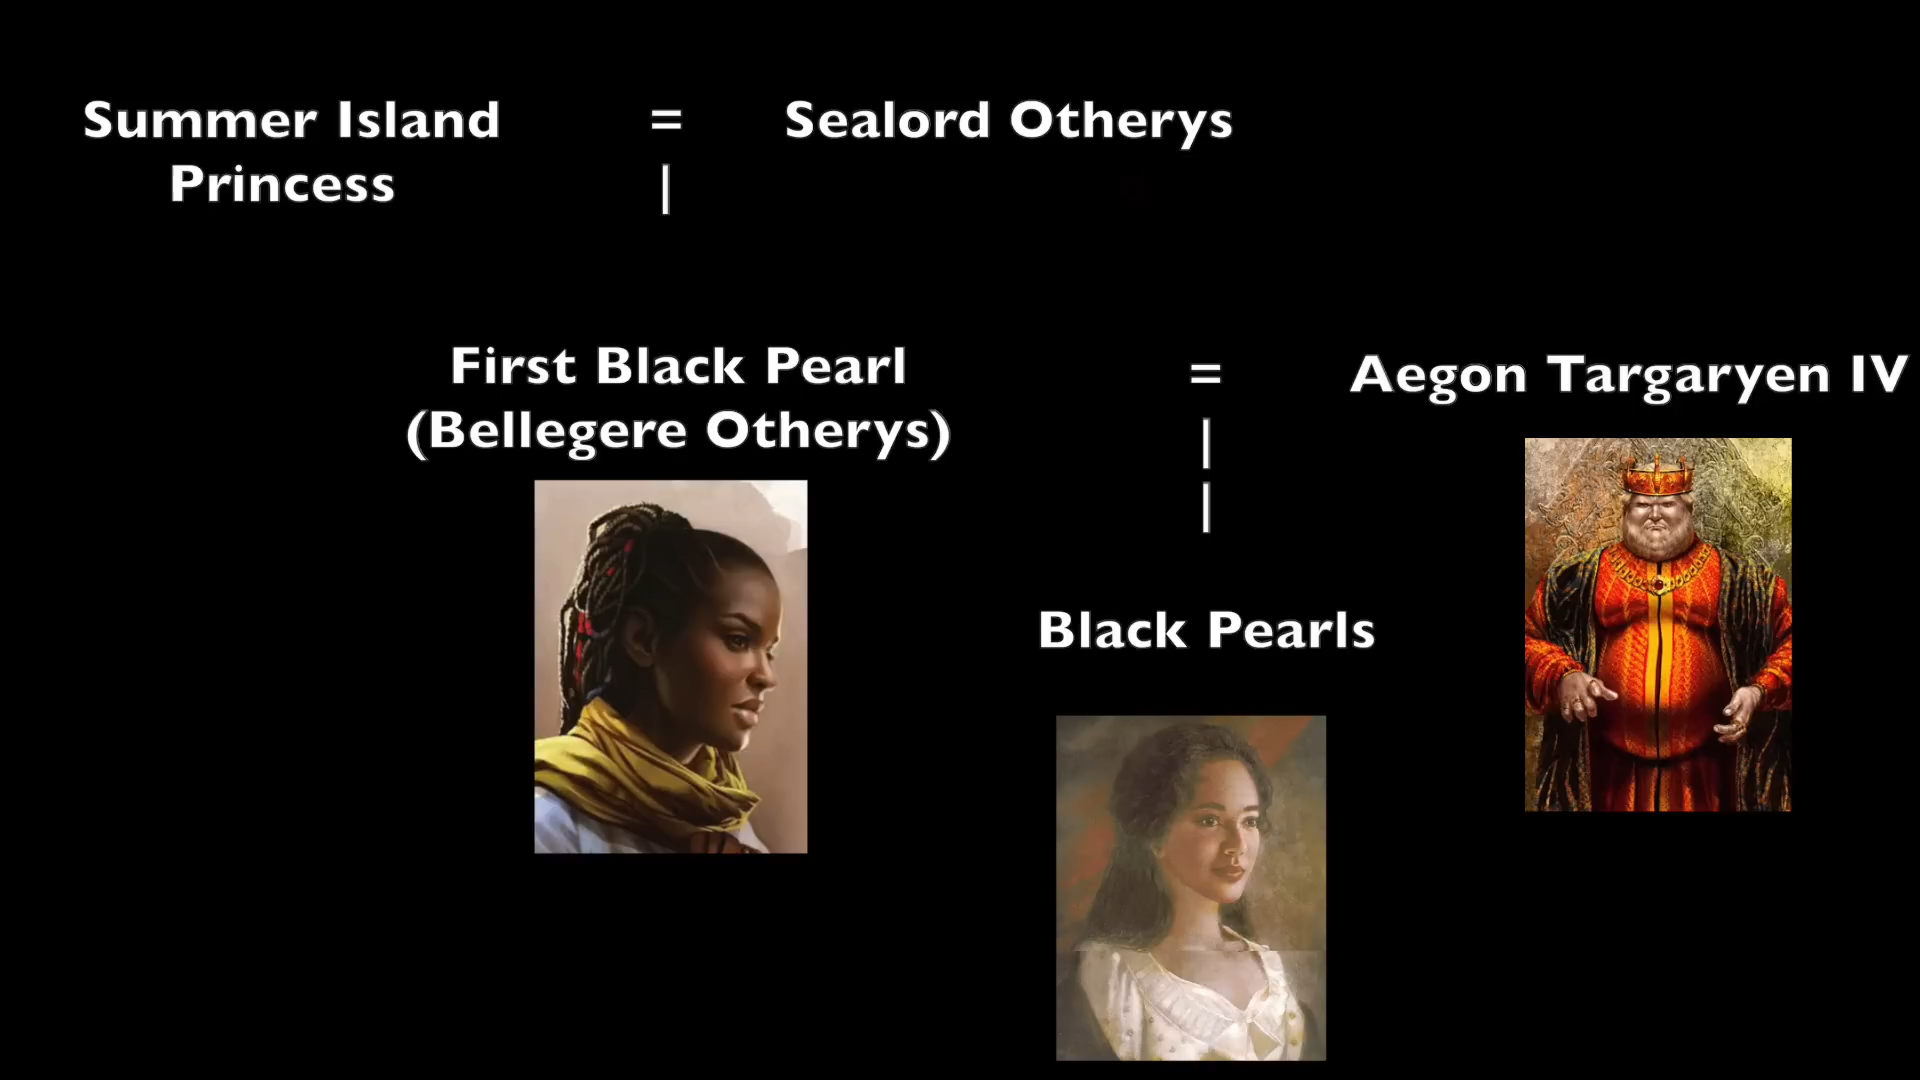 Summer Island = Sealord Otherys
Princess |
First Black Pearl = Aegon Targaryen IV
(Bellegere Otherys) |
|
Black Pearls